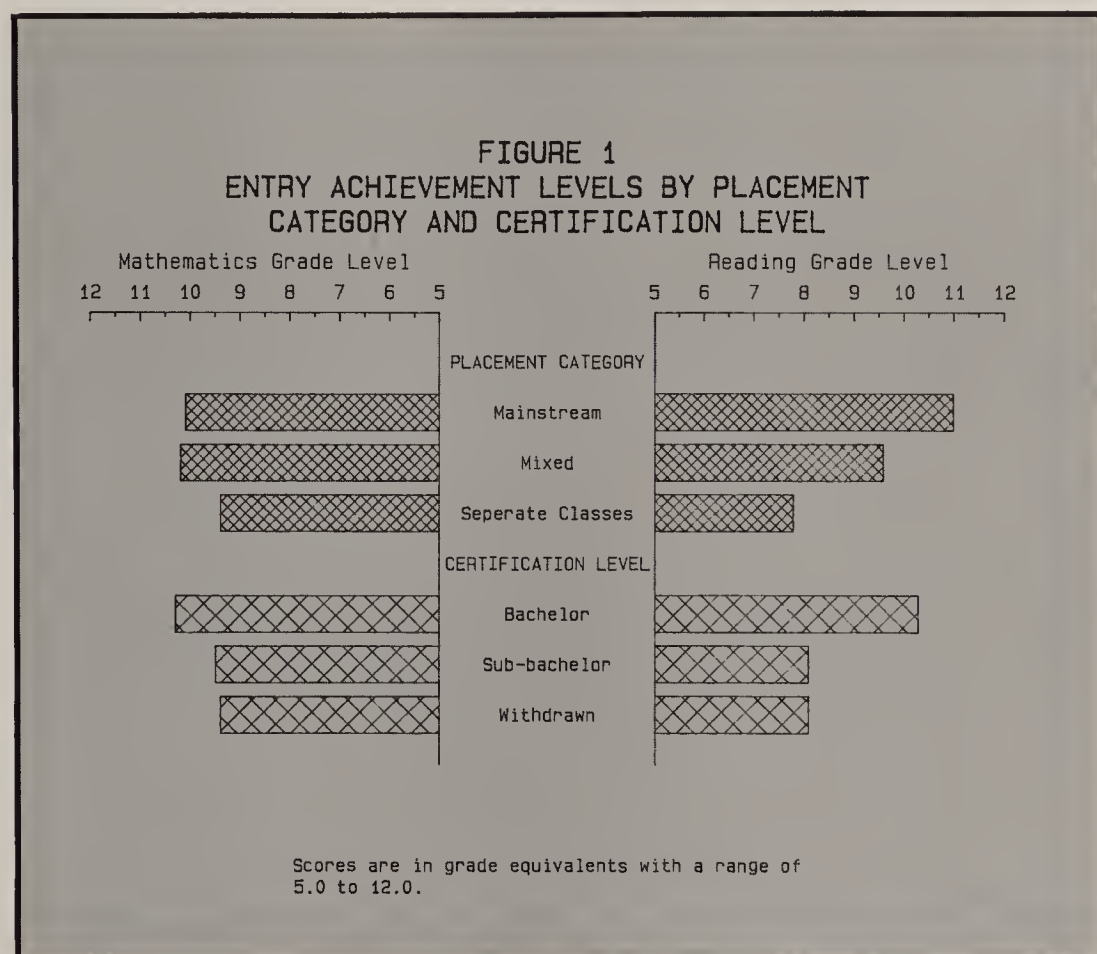 FIGURE 1
ENTRY ACHIEVEMENT LEVELS BY PLACEMENT
CATEGORY AND CERTIFICATION LEVEL
Mathematics Grade Level
Reading Grade Level
12 11 10 9 8 7 6 5
5 6 7 8 9 10 11 12
PLACEMENT CATEGORY
Mainstream
Mixed
Seperate Classes
CERTIFICATION LEVEL
Bachelor
Sub-bachelor
Withdrawn
Scores are in grade equivalents with a range of
5.0 to 12.0.